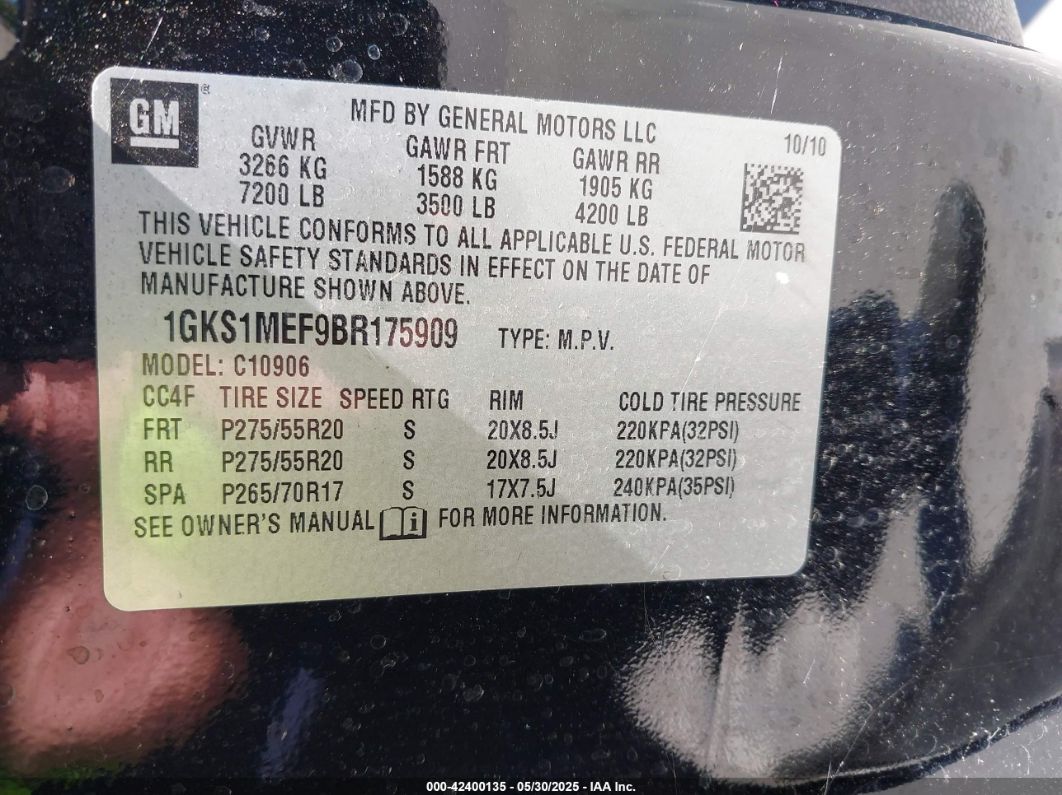 GM
MFD BY GENERAL MOTORS LLC
10/10
GVWR GAWR FRT GAWR RR
3266 KG 1588 KG 1905 KG
7200 LB 3500 LB 4200 LB
THIS VEHICLE CONFORMS TO ALL APPLICABLE U.S. FEDERAL MOTOR
VEHICLE SAFETY STANDARDS IN EFFECT ON THE DATE OF
MANUFACTURE SHOWN ABOVE.
1GKS1MEF9BR175909 TYPE: M.P.V.
MODEL: C10906
CC4F TIRE SIZE SPEED RTG RIM COLD TIRE PRESSURE
FRT P275/55R20 S 20X8.5J 220KPA(32PSI)
RR P275/55R20 S 20X8.5J 220KPA(32PSI)
SPA P265/70R17 S 17X7.5J 240KPA(35PSI)
SEE OWNER'S MANUAL i FOR MORE INFORMATION.
000-42400135 - 05/30/2025 - IAA Inc.